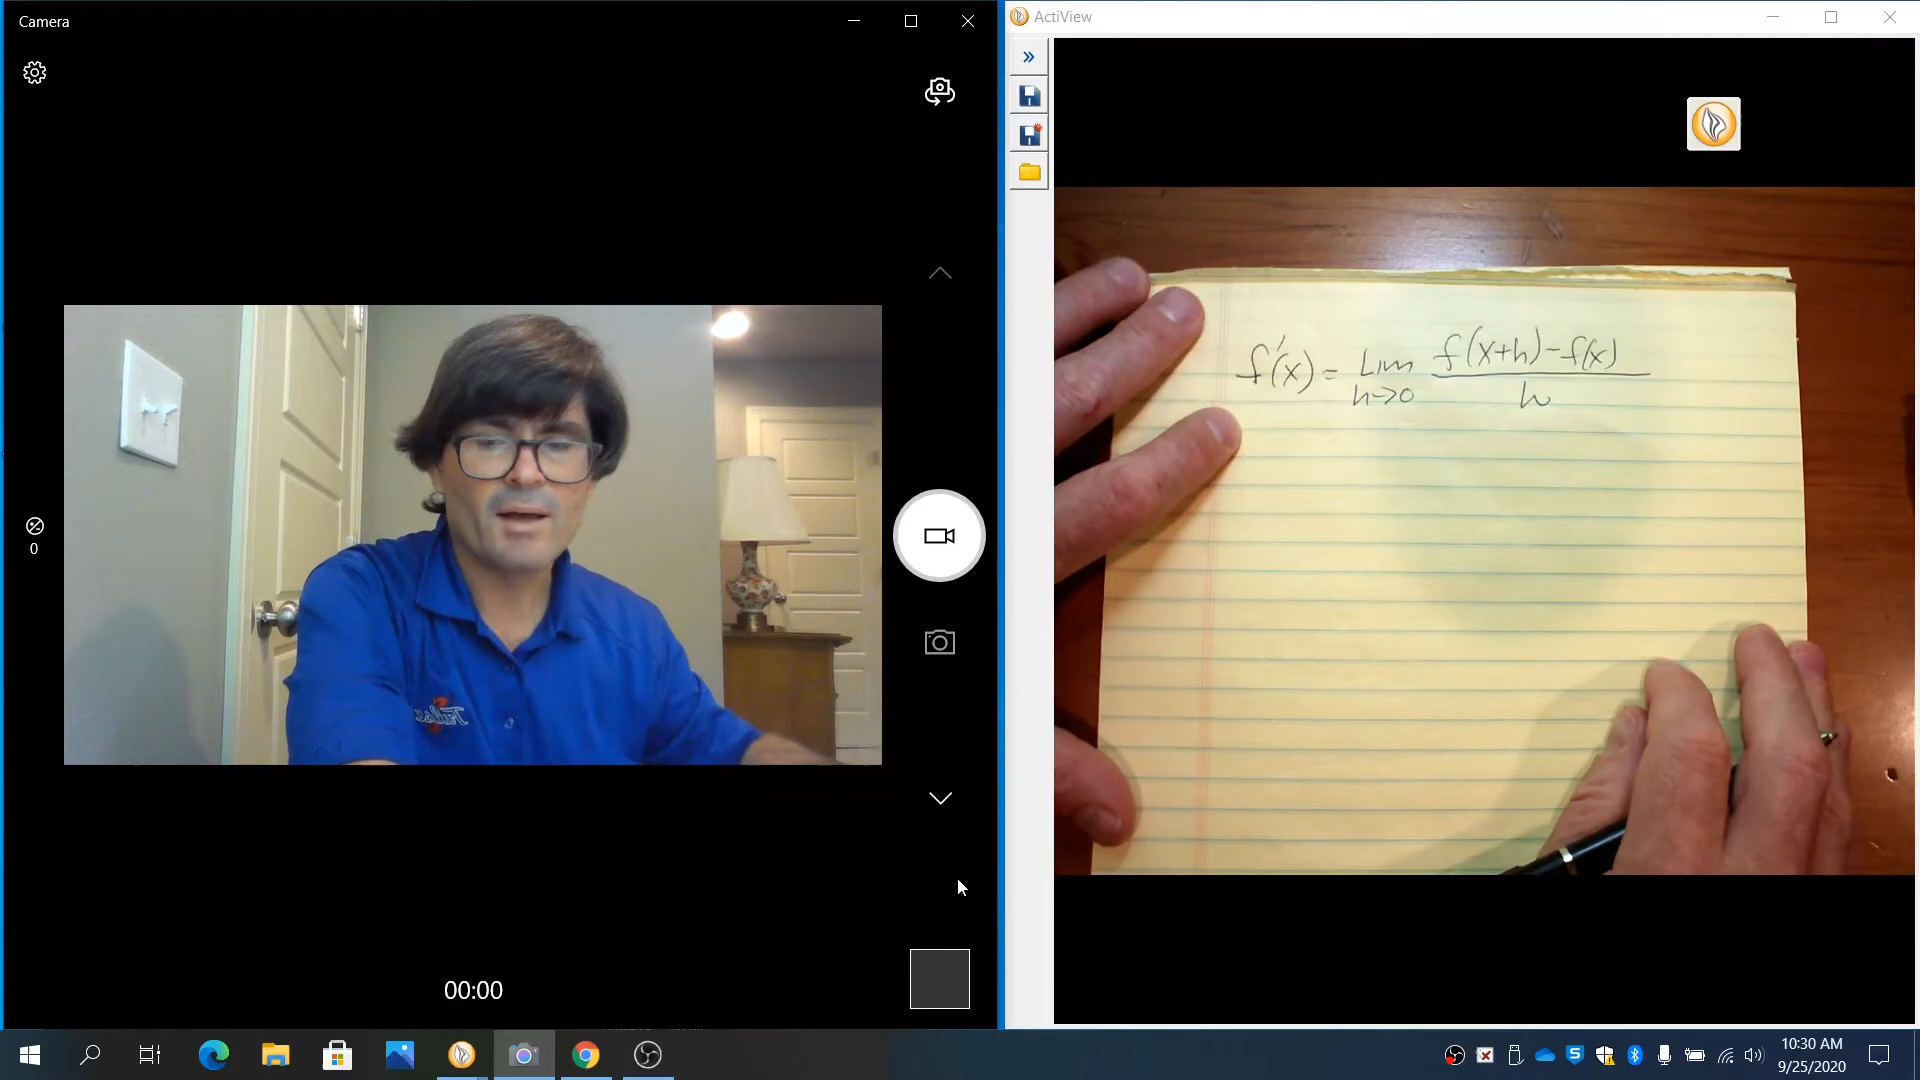 Camera
ActiView
f'(x) = Lim h→0 f(x+h)-f(x) / h
0
00:00
10:30 AM
9/25/2020